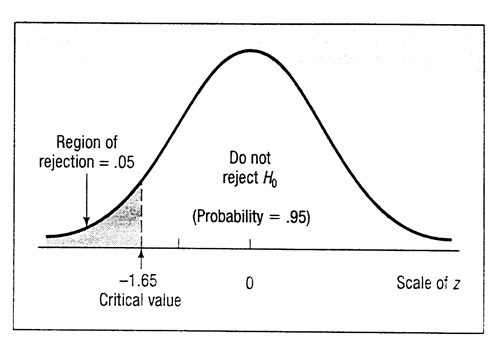 Region of
rejection = .05
Do not
reject H₀
(Probability = .95)
−1.65
Critical value
0
Scale of z